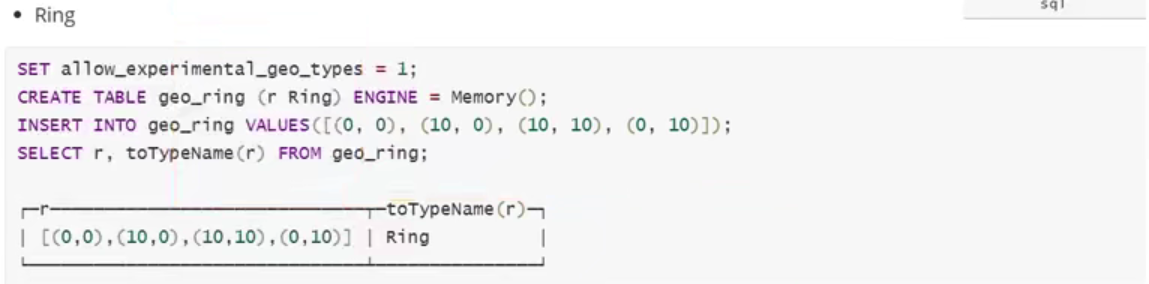 sql
• Ring
SET allow_experimental_geo_types = 1;
CREATE TABLE geo_ring (r Ring) ENGINE = Memory();
INSERT INTO geo_ring VALUES([(0, 0), (10, 0), (10, 10), (0, 10)]);
SELECT r, toTypeName(r) FROM geo_ring;
┌─r─────────────────────────────┬─toTypeName(r)─┐
│ [(0,0),(10,0),(10,10),(0,10)] │ Ring          │
└───────────────────────────────┴───────────────┘